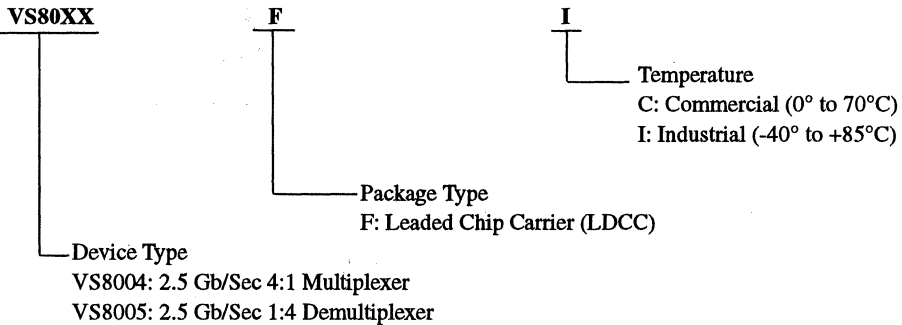 VS80XX F I
Temperature
C: Commercial (0° to 70°C)
I: Industrial (-40° to +85°C)
Package Type
F: Leaded Chip Carrier (LDCC)
Device Type
VS8004: 2.5 Gb/Sec 4:1 Multiplexer
VS8005: 2.5 Gb/Sec 1:4 Demultiplexer